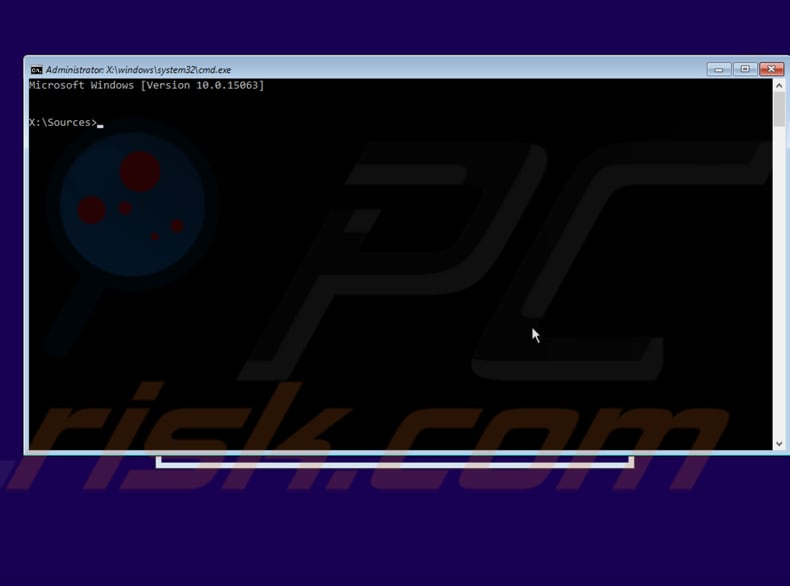 Administrator: X:\windows\system32\cmd.exe
Microsoft Windows [Version 10.0.15063]
X:\Sources>
PC
risk.com